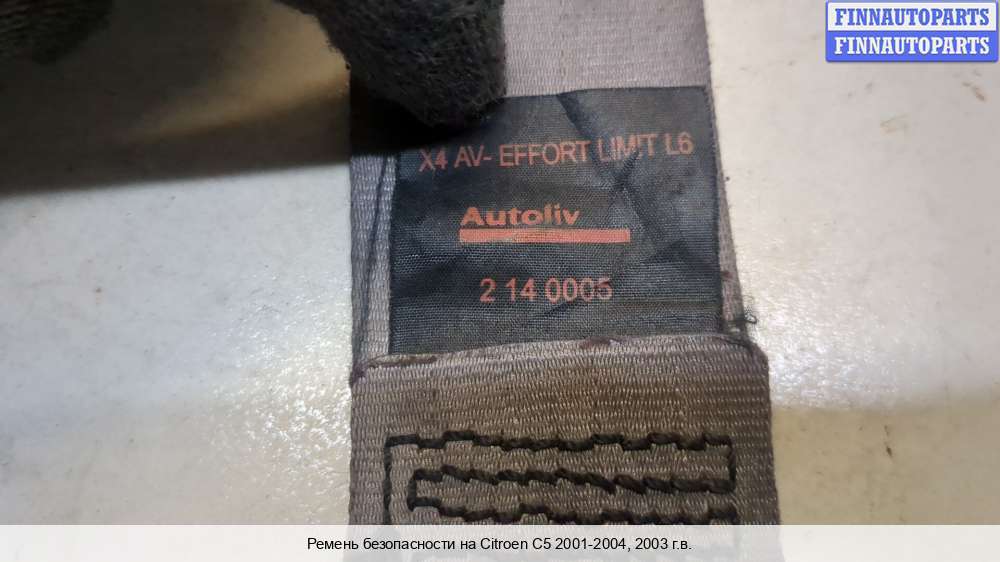 FINNAUTOPARTS
FINNAUTOPARTS
X4 AV- EFFORT LIMIT L6
Autoliv
2 14 0005
Ремень безопасности на Citroen C5 2001-2004, 2003 г.в.